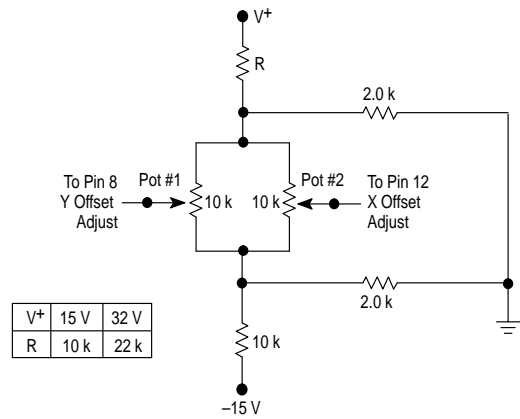 V+
R
2.0 k
To Pin 8
Y Offset
Adjust
Pot #1
10 k
10 k
Pot #2
To Pin 12
X Offset
Adjust
2.0 k
V+ 15 V 32 V
R 10 k 22 k
10 k
–15 V